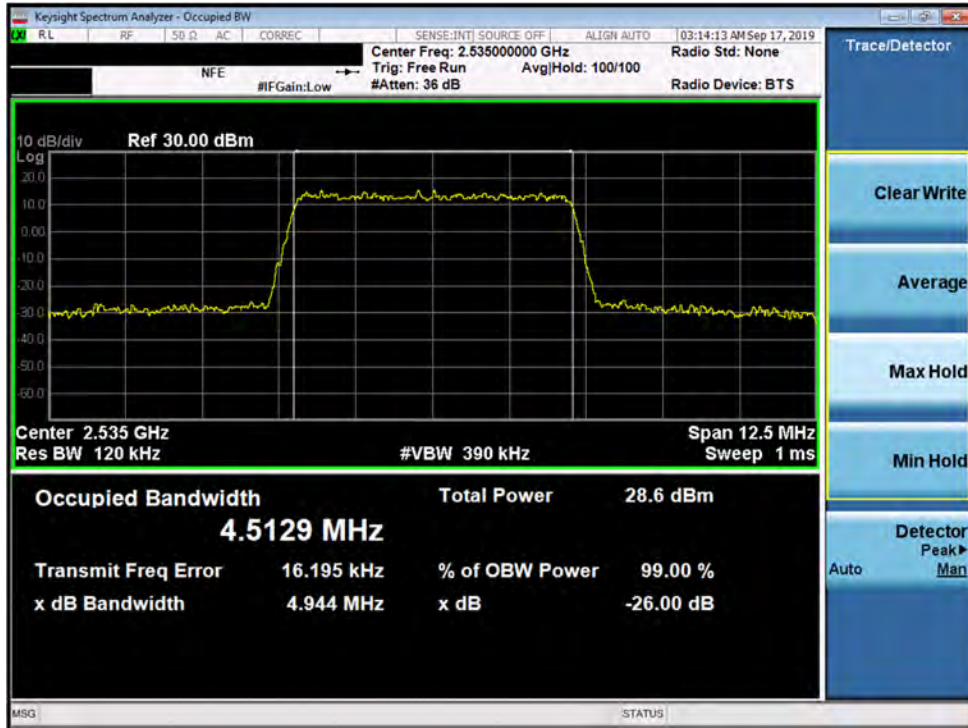 Keysight Spectrum Analyzer - Occupied BW
LXI RL RF 50 Ω AC CORREC SENSE:INT SOURCE OFF ALIGN AUTO 03:14:13 AM Sep 17, 2019
Center Freq: 2.535000000 GHz Radio Std: None
NFE Trig: Free Run Avg|Hold: 100/100
#IFGain:Low #Atten: 36 dB Radio Device: BTS
Trace/Detector
10 dB/div Ref 30.00 dBm
Log
20.0
10.0
0.00
-10.0
-20.0
-30.0
-40.0
-50.0
-60.0
Center 2.535 GHz Span 12.5 MHz
Res BW 120 kHz #VBW 390 kHz Sweep 1 ms
Occupied Bandwidth Total Power 28.6 dBm
4.5129 MHz
Transmit Freq Error 16.195 kHz % of OBW Power 99.00 %
x dB Bandwidth 4.944 MHz x dB -26.00 dB
Clear Write
Average
Max Hold
Min Hold
Detector
Peak▶
Auto Man
MSG STATUS